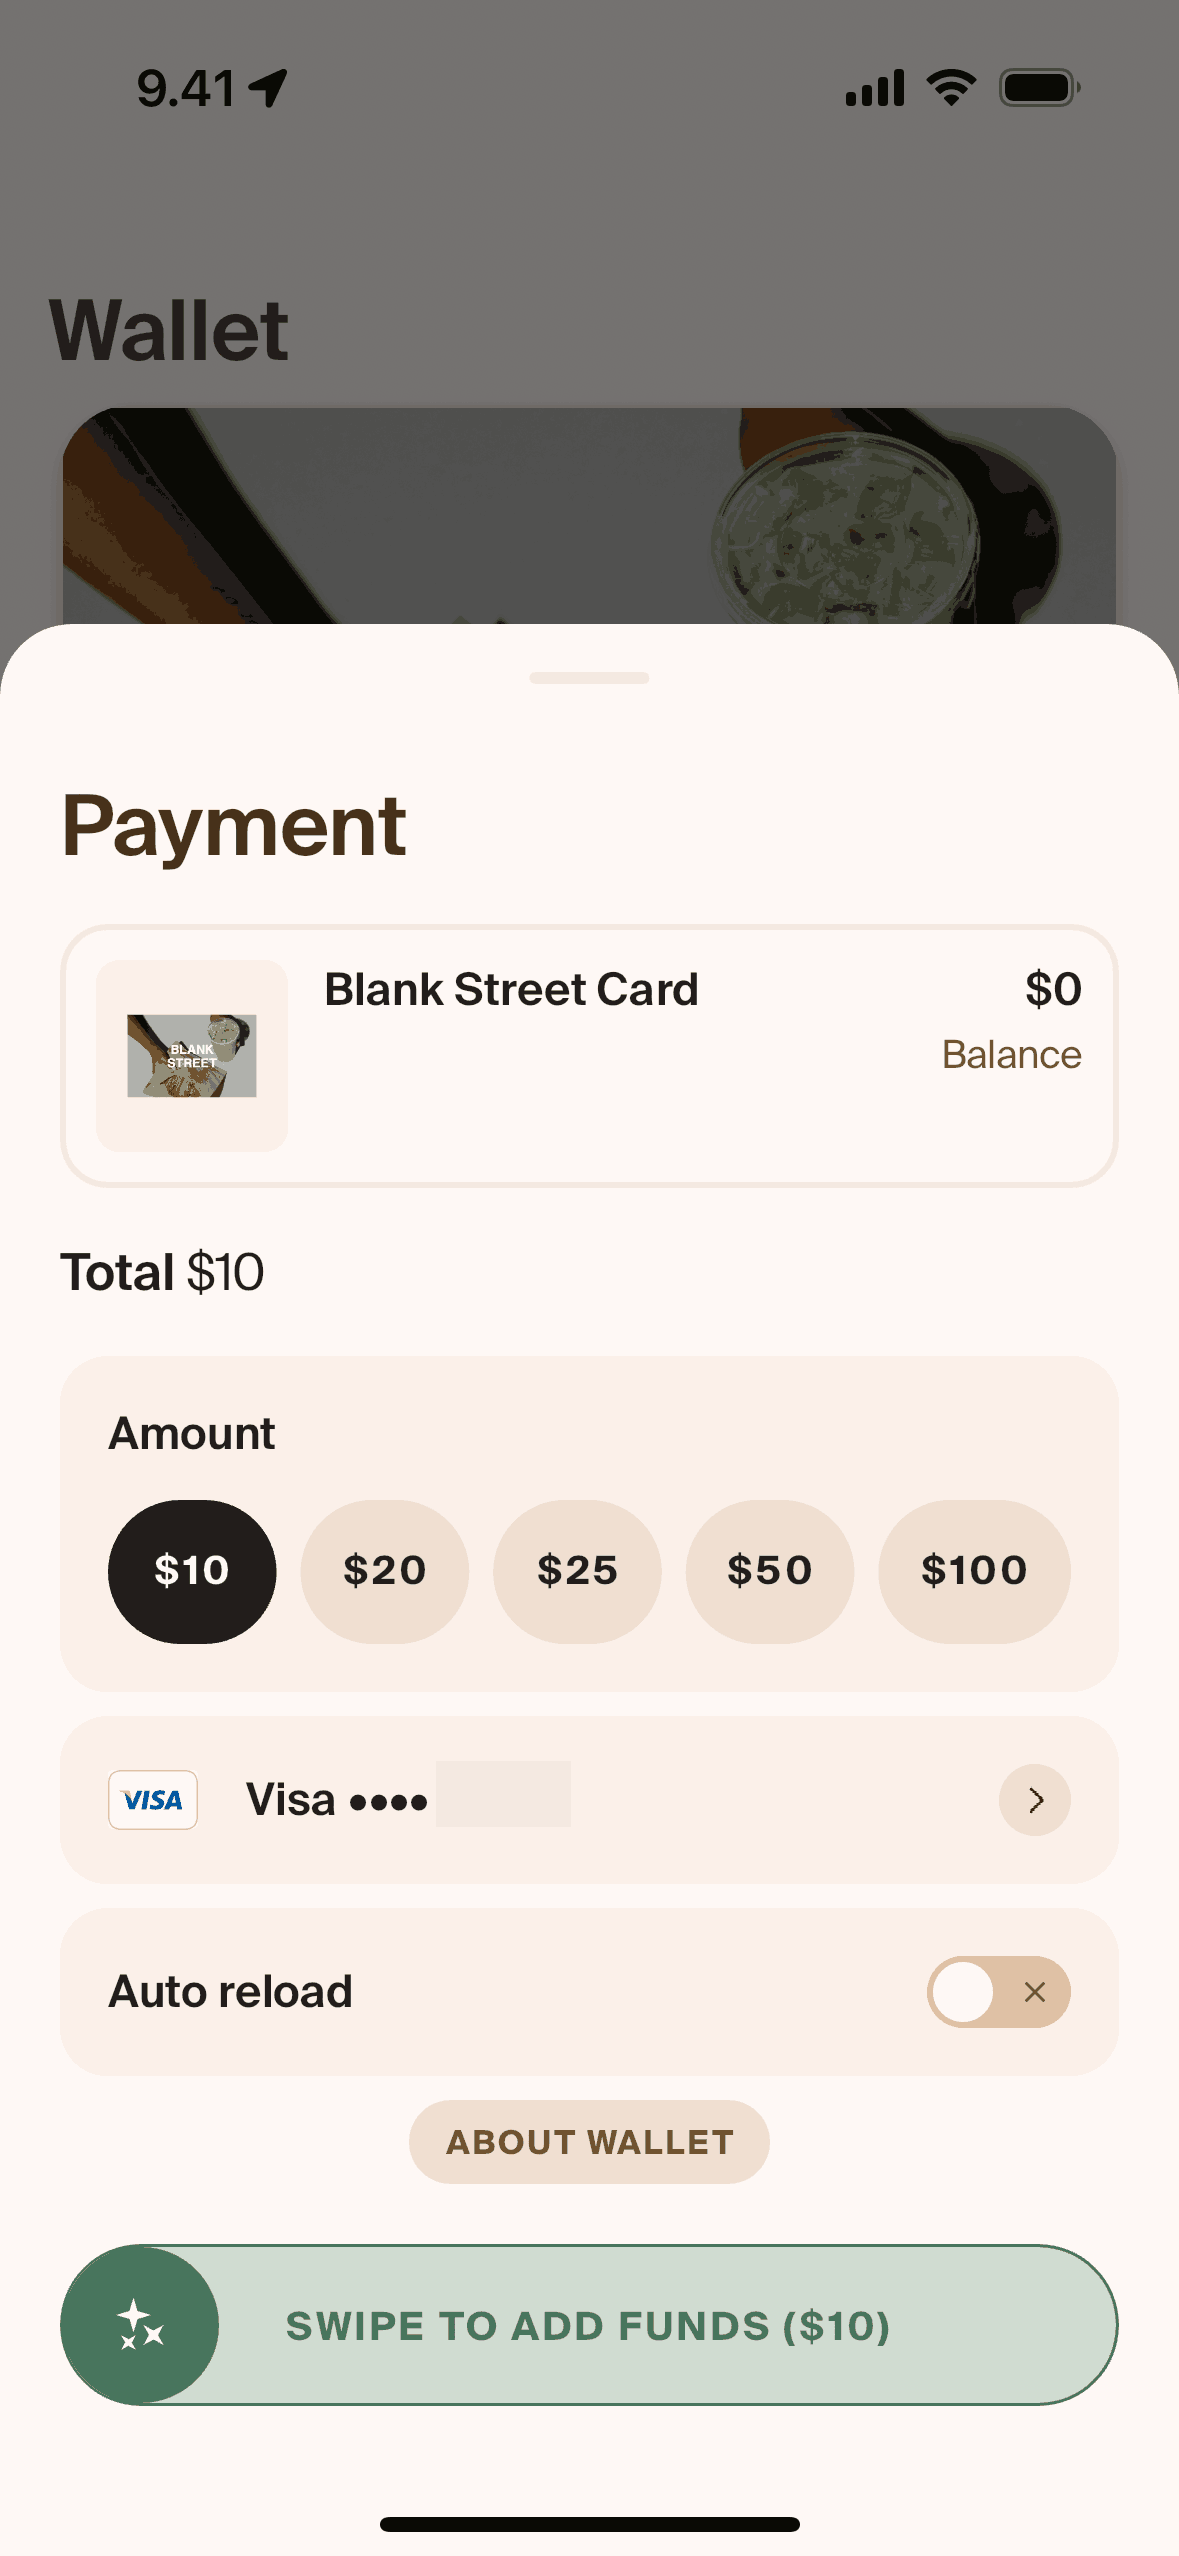 9.41
Wallet
Payment
Blank Street Card
$0
Balance
BLANK
STREET
Total $10
Amount
$10
$20
$25
$50
$100
VISA
Visa ••••
Auto reload
ABOUT WALLET
SWIPE TO ADD FUNDS ($10)